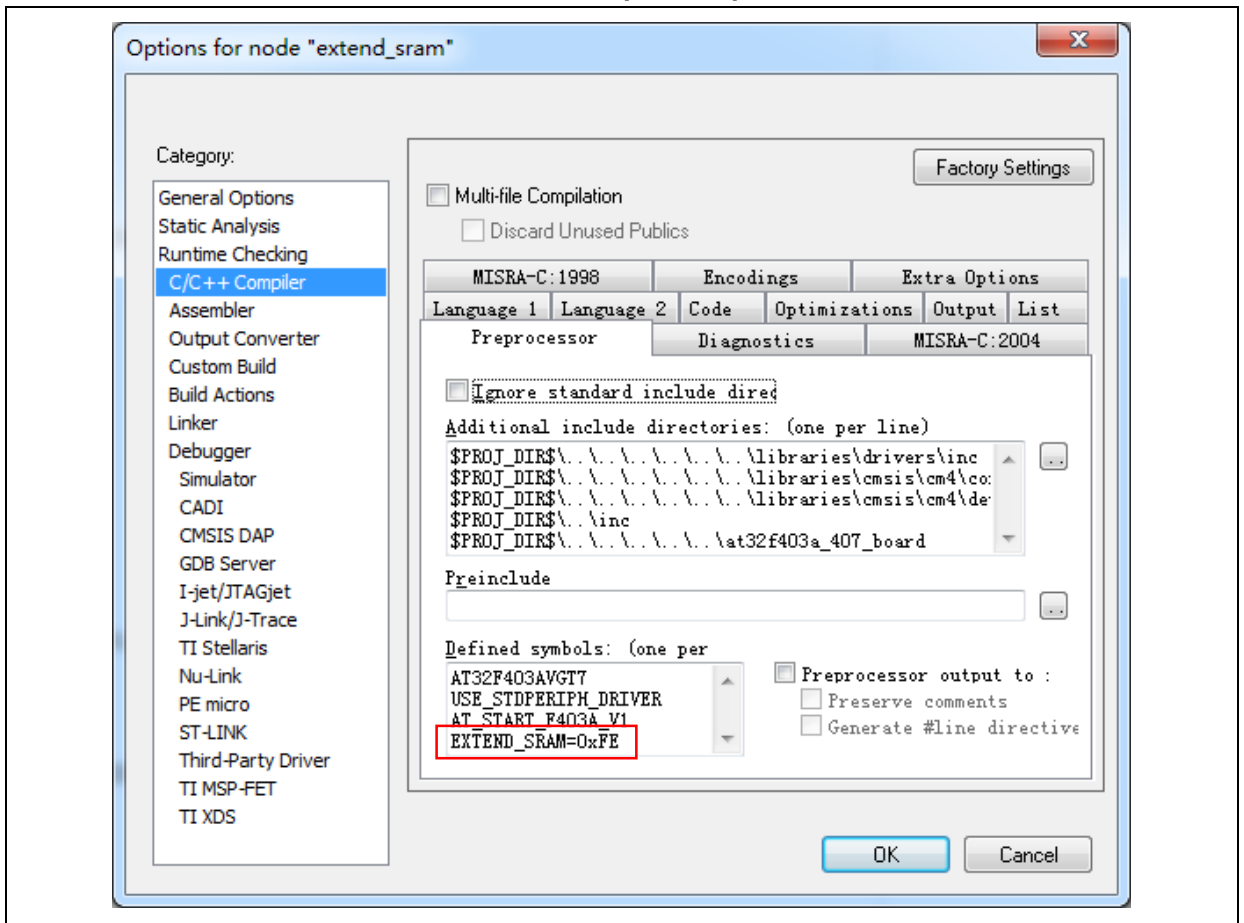 Options for node "extend_sram"
Category:
General Options
Static Analysis
Runtime Checking
C/C++ Compiler
Assembler
Output Converter
Custom Build
Build Actions
Linker
Debugger
Simulator
CADI
CMSIS DAP
GDB Server
I-jet/JTAGjet
J-Link/J-Trace
TI Stellaris
Nu-Link
PE micro
ST-LINK
Third-Party Driver
TI MSP-FET
TI XDS
Factory Settings
Multi-file Compilation
Discard Unused Publics
MISRA-C:1998 Encodings Extra Options
Language 1 Language 2 Code Optimizations Output List
Preprocessor Diagnostics MISRA-C:2004
Ignore standard include direc
Additional include directories: (one per line)
$PROJ_DIR$\..\..\..\..\..\..\libraries\drivers\inc
$PROJ_DIR$\..\..\..\..\..\..\libraries\cmsis\cm4\co
$PROJ_DIR$\..\..\..\..\..\..\libraries\cmsis\cm4\de
$PROJ_DIR$\..\inc
$PROJ_DIR$\..\..\..\..\..\at32f403a_407_board
..
Preinclude
..
Defined symbols: (one per
AT32F403AVGT7
USE_STDPERIPH_DRIVER
AT_START_F403A_V1
EXTEND_SRAM=0xFE
Preprocessor output to :
Preserve comments
Generate #line directive
OK Cancel